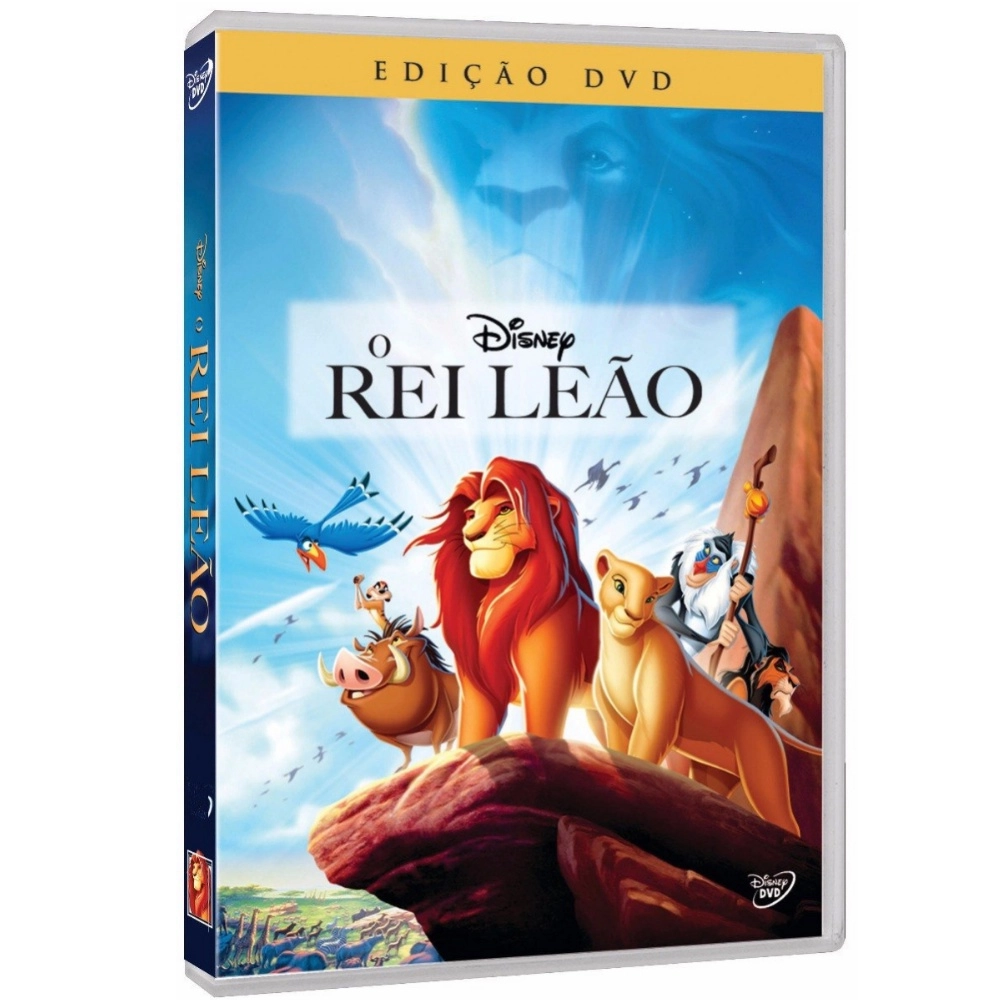 EDIÇÃO DVD
Disney
O
REI LEÃO
Disney
DVD
Disney
DVD
Disney O REI LEÃO